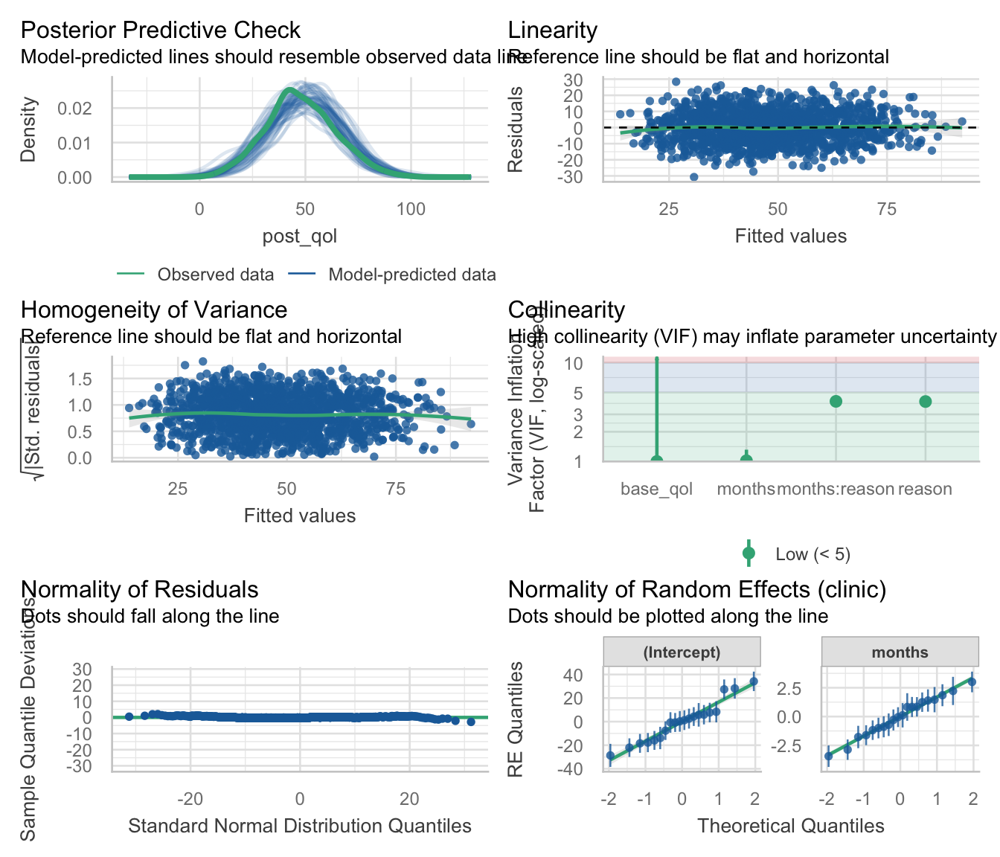 Posterior Predictive Check
Model-predicted lines should resemble observed data line
Density
0.02
0.01
0.00
0 50 100
post_qol
Observed data Model-predicted data
Linearity
Reference line should be flat and horizontal
Residuals
30
20
10
0
-10
-20
-30
25 50 75
Fitted values
Homogeneity of Variance
Reference line should be flat and horizontal
√|Std. residuals|
1.5
1.0
0.5
0.0
25 50 75
Fitted values
Collinearity
High collinearity (VIF) may inflate parameter uncertainty
Variance Inflation
Factor (VIF, log-scaled)
10
5
3
2
1
base_qol months months:reason reason
Low (< 5)
Normality of Residuals
Dots should fall along the line
Sample Quantile Deviations
30
20
10
0
-10
-20
-30
-20 0 20
Standard Normal Distribution Quantiles
Normality of Random Effects (clinic)
Dots should be plotted along the line
RE Quantiles
(Intercept)
40
20
0
-20
-40
-2 -1 0 1 2
months
2.5
0.0
-2.5
-2 -1 0 1 2
Theoretical Quantiles